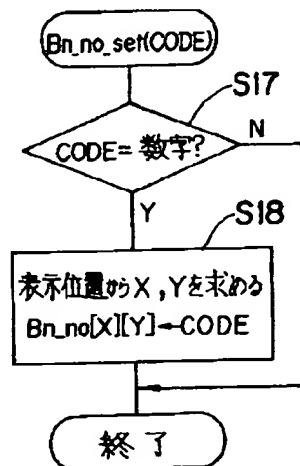 Bn_no_set(CODE)
S17
CODE= 数字?
N
Y
S18
表示位置からX,Yを求める
Bn_no[X][Y]←CODE
終了